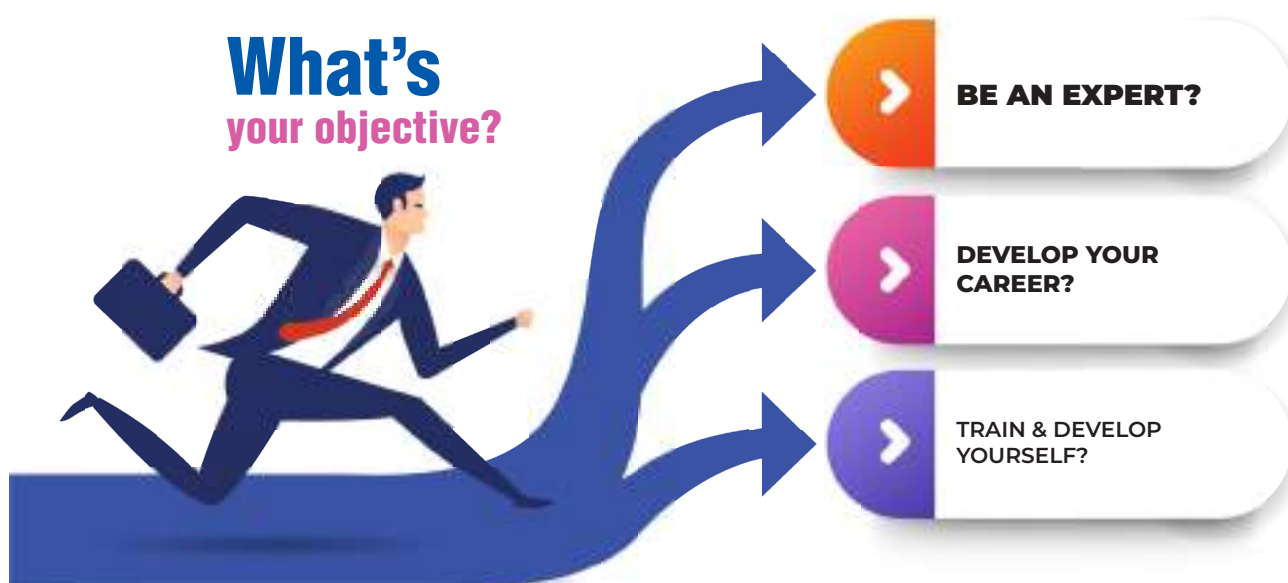 What's
your objective?
BE AN EXPERT?
DEVELOP YOUR
CAREER?
TRAIN & DEVELOP
YOURSELF?